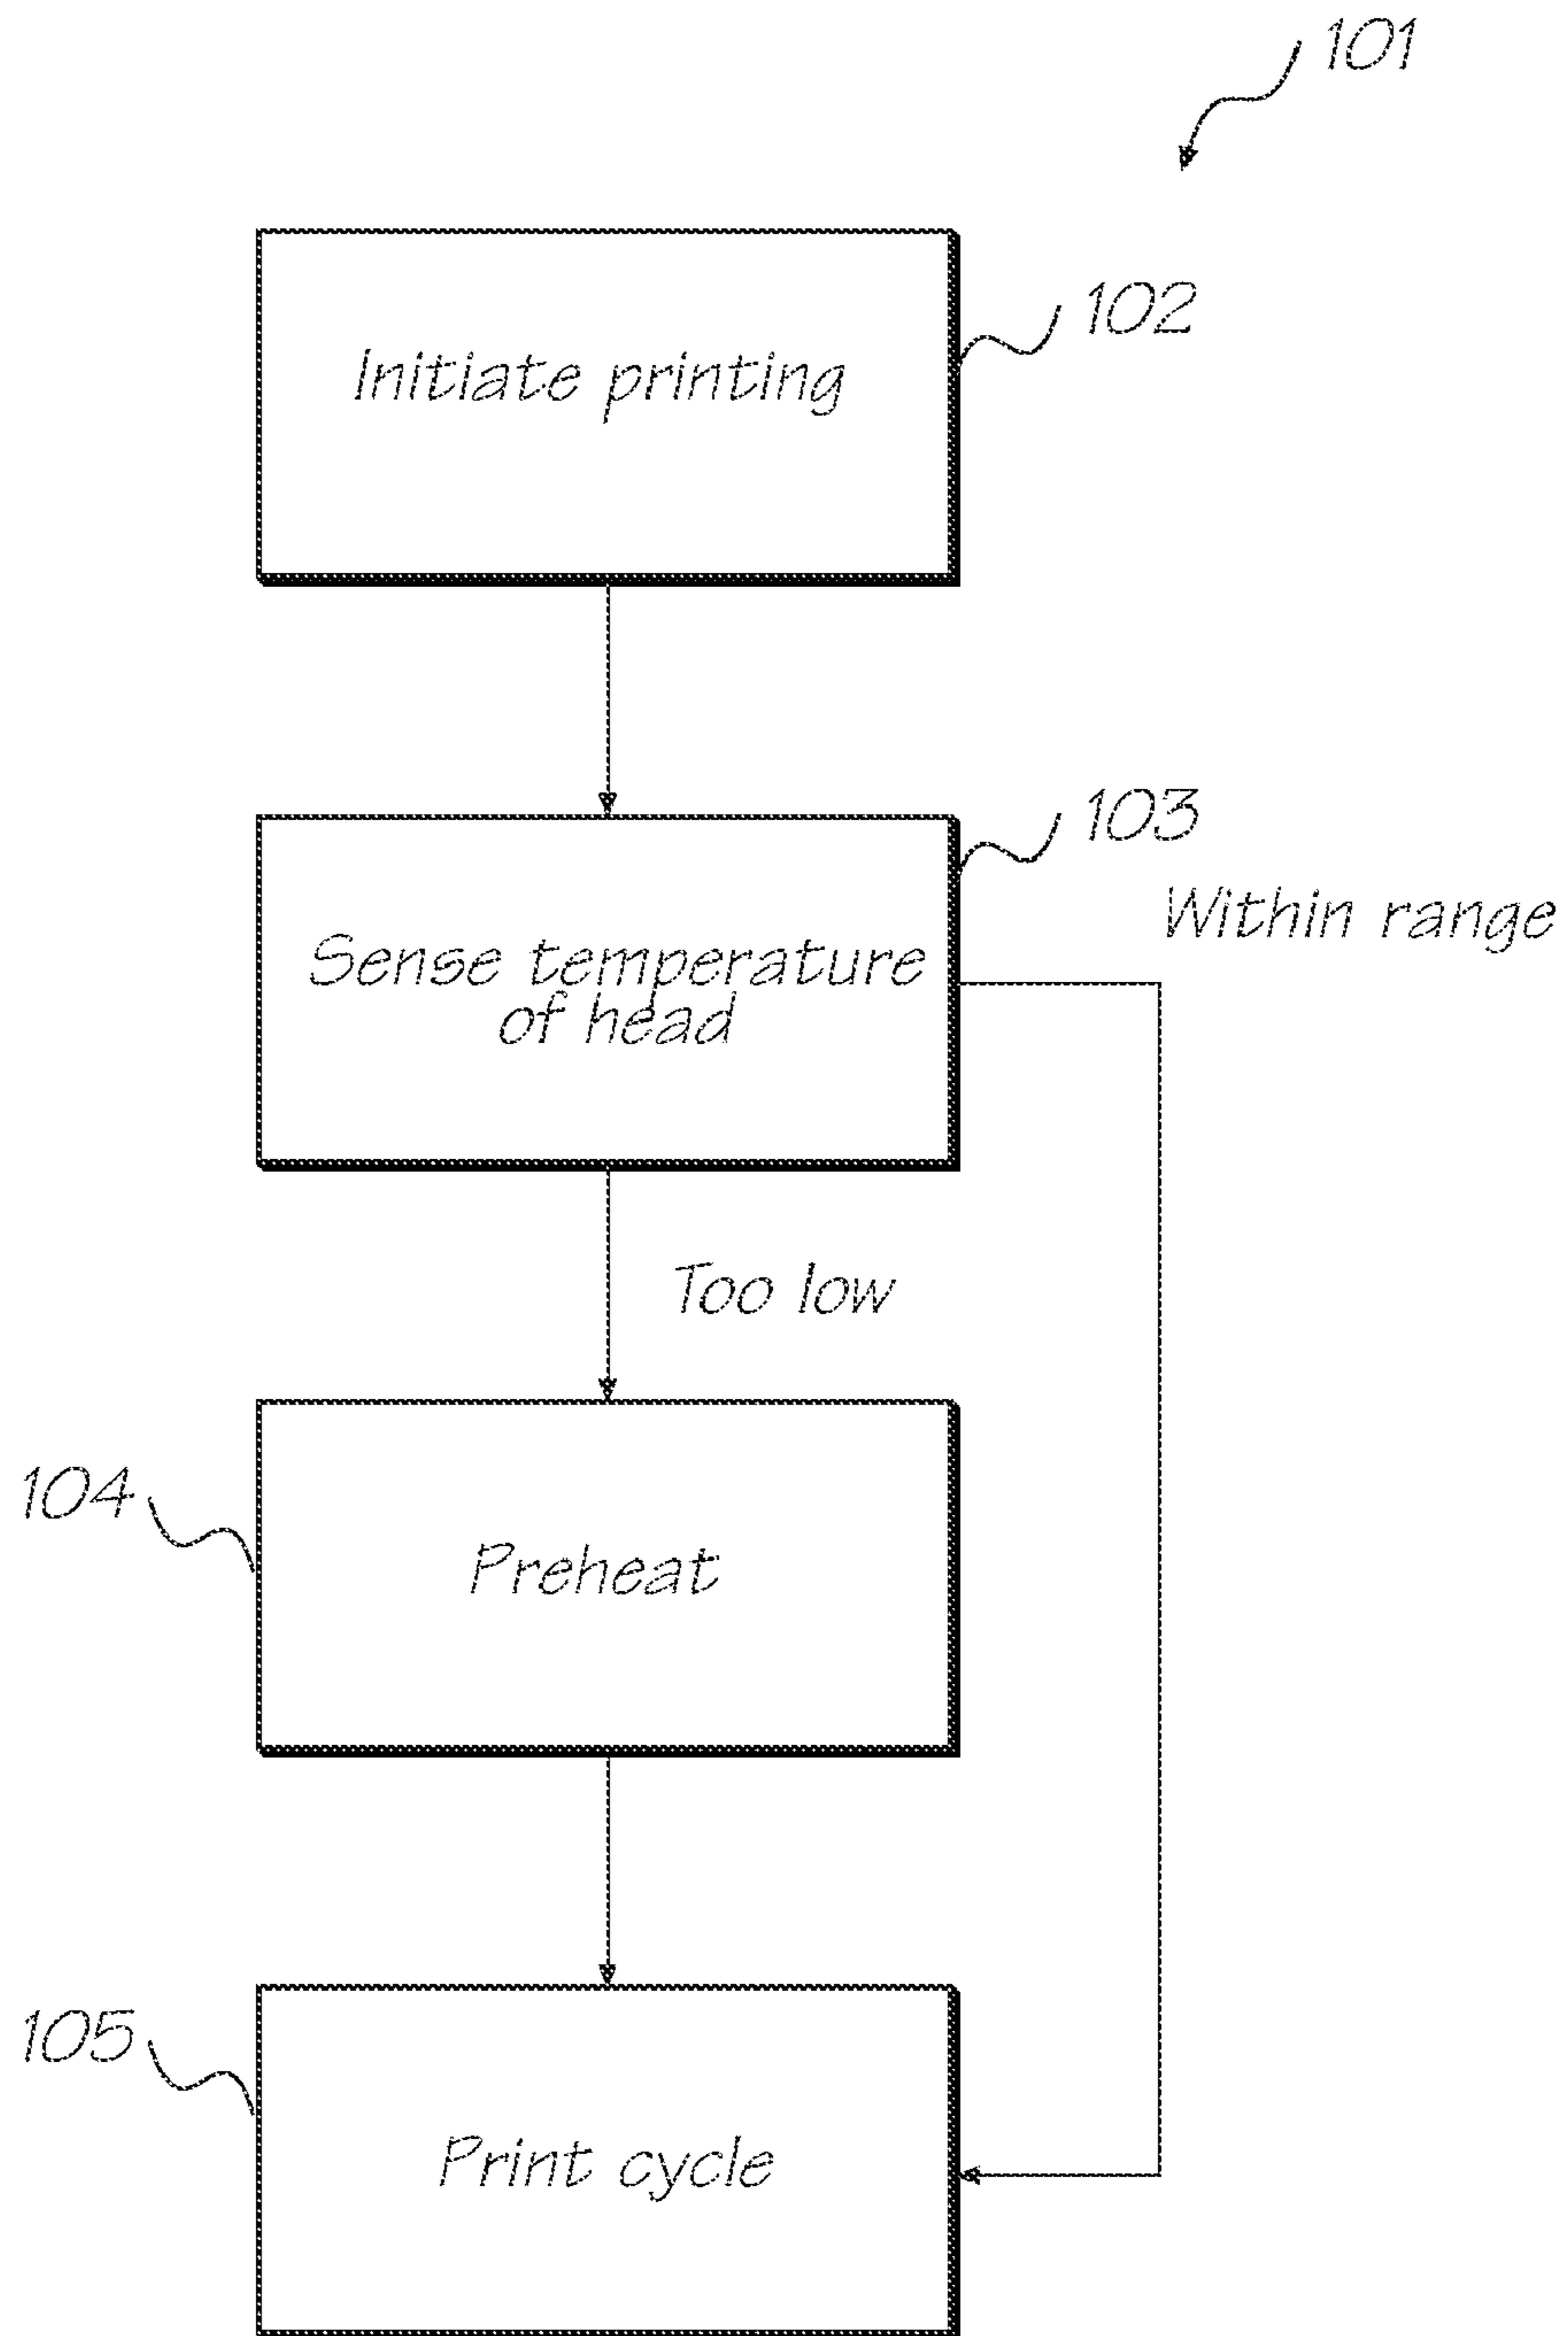 101
Initiate printing
102
103
Within range
Sense temperature
of head
Too low
104
Preheat
105
Print cycle